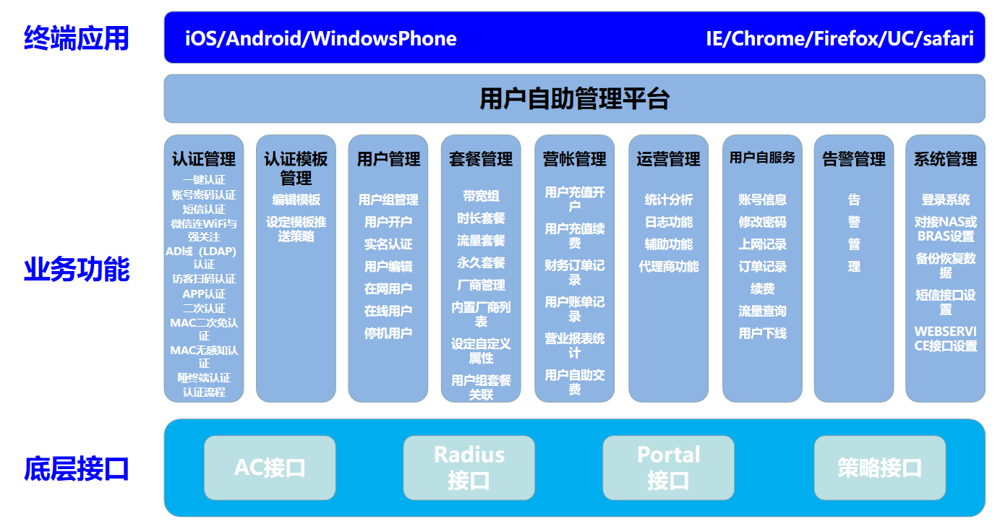 终端应用
iOS/Android/WindowsPhone
IE/Chrome/Firefox/UC/safari
用户自助管理平台
业务功能
认证管理
一键认证
账号密码认证
短信认证
微信连WiFi与
强关注
AD域（LDAP）
认证
访客扫码认证
APP认证
二次认证
MAC二次免认
证
MAC无感知认
证
哑终端认证
认证流程
认证模板
管理
编辑模板
设定模板推
送策略
用户管理
用户组管理
用户开户
实名认证
用户编辑
在网用户
在线用户
停机用户
套餐管理
带宽组
时长套餐
流量套餐
永久套餐
厂商管理
内置厂商列
表
设定自定义
属性
用户组套餐
关联
营帐管理
用户充值开
户
用户充值续
费
财务订单记
录
用户账单记
录
营业报表统
计
用户自助交
费
运营管理
统计分析
日志功能
辅助功能
代理商功能
用户自服务
账号信息
修改密码
上网记录
订单记录
续费
流量查询
用户下线
告警管理
告
警
管
理
系统管理
登录系统
对接NAS或
BRAS设置
备份恢复数
据
短信接口设
置
WEBSERVI
CE接口设置
底层接口
AC接口
Radius
接口
Portal
接口
策略接口